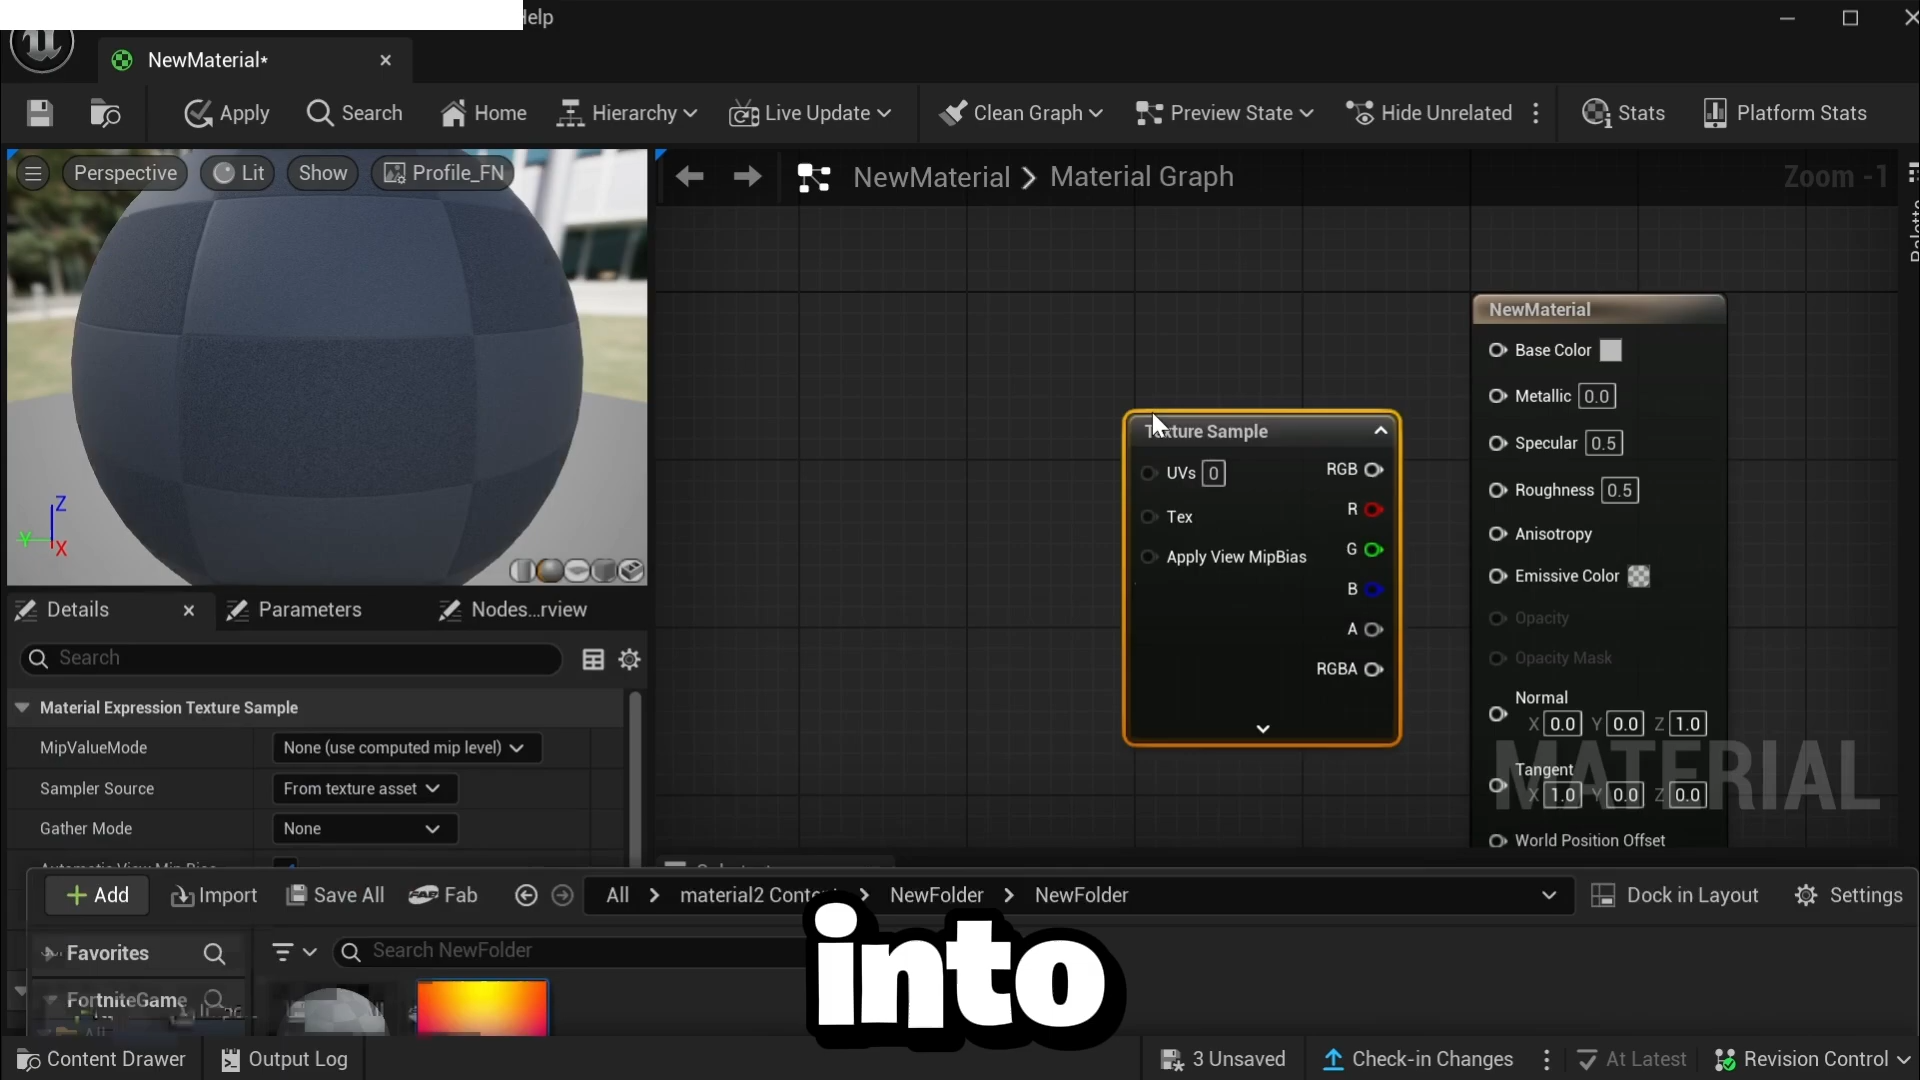 NewMaterial*
Apply
Search
Home
Hierarchy
Live Update
Clean Graph
Preview State
Hide Unrelated
Stats
Platform Stats
Perspective
Lit
Show
Profile_FN
NewMaterial > Material Graph
Zoom -1
Z
Y
X
NewMaterial
Base Color
Metallic 0.0
Specular 0.5
Roughness 0.5
Anisotropy
Emissive Color
Opacity
Opacity Mask
Normal
X 0.0 Y 0.0 Z 1.0
Tangent
X 1.0 Y 0.0 Z 0.0
World Position Offset
MATERIAL
Texture Sample
UVs 0
Tex
Apply View MipBias
RGB
R
G
B
A
RGBA
Details
Parameters
Nodes...rview
Search
Material Expression Texture Sample
MipValueMode
None (use computed mip level)
Sampler Source
From texture asset
Gather Mode
None
Add
Import
Save All
Fab
All > material2 Conte > NewFolder > NewFolder
Dock in Layout
Settings
Favorites
Search NewFolder
FortniteGame
into
Content Drawer
Output Log
3 Unsaved
Check-in Changes
At Latest
Revision Control